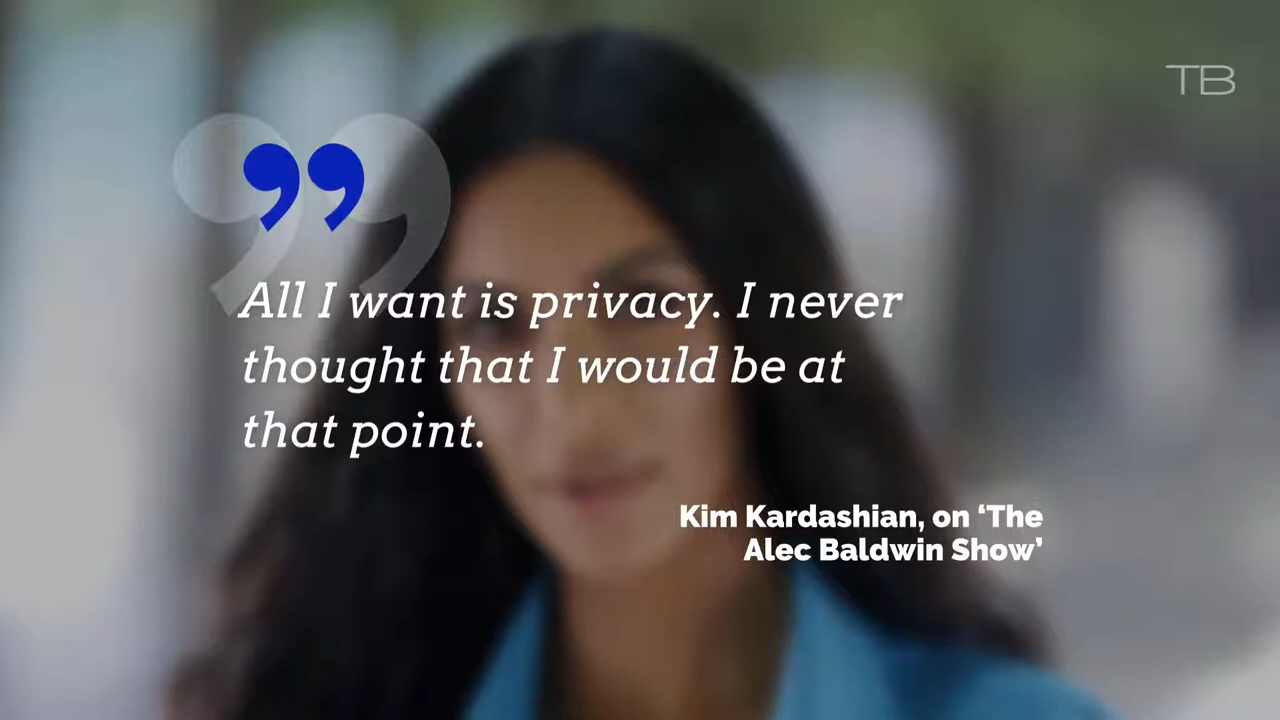 TB
All I want is privacy. I never
thought that I would be at
that point.
Kim Kardashian, on ‘The
Alec Baldwin Show’